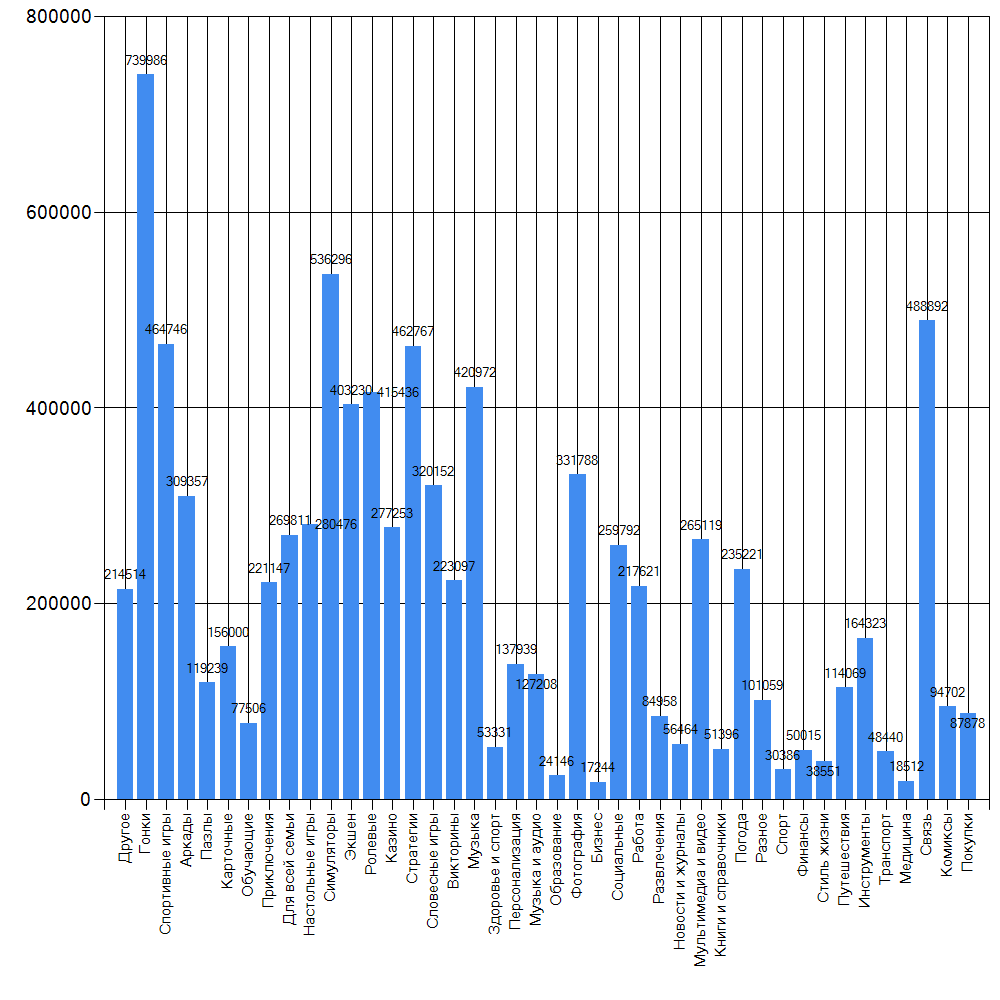 800000
600000
400000
200000
0
214514
739986
464746
309357
119239
156000
77506
221147
269811
280476
536296
403230
415436
277253
462767
320152
223097
420972
53331
137939
127208
24146
331788
17244
259792
217621
84958
56464
265119
51396
235221
101059
30386
50015
38551
114069
164323
48440
18512
488892
94702
87878
Другое
Гонки
Спортивные игры
Аркады
Пазлы
Карточные
Обучающие
Приключения
Для всей семьи
Настольные игры
Симуляторы
Экшен
Ролевые
Казино
Стратегии
Словесные игры
Викторины
Музыка
Здоровье и спорт
Персонализация
Музыка и аудио
Образование
Фотография
Бизнес
Социальные
Работа
Развлечения
Новости и журналы
Мультимедиа и видео
Книги и справочники
Погода
Разное
Спорт
Финансы
Стиль жизни
Путешествия
Инструменты
Транспорт
Медицина
Связь
Комиксы
Покупки